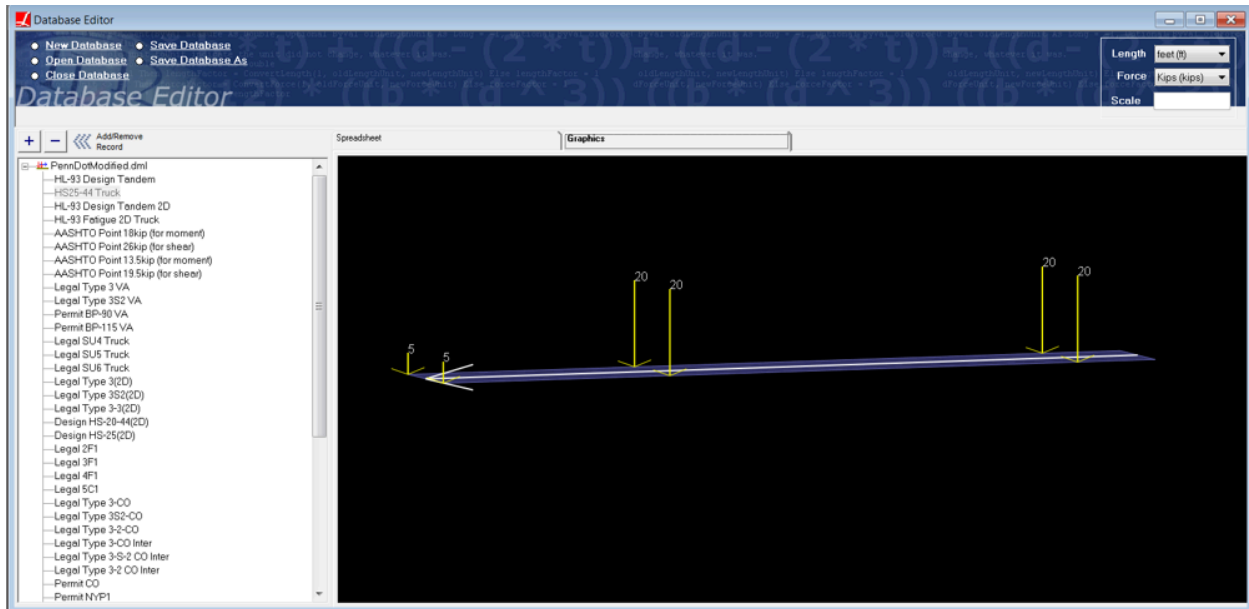 Database Editor
New Database
Save Database
Open Database
Save Database As
Close Database
Database Editor
Length feet (ft)
Force Kips (kips)
Scale
+ - Add/Remove
Record
Spreadsheet
Graphics
PennDotModified.dml
HL-93 Design Tandem
HS25-44 Truck
HL-93 Design Tandem 2D
HL-93 Fatigue 2D Truck
AASHTO Point 18kip (for moment)
AASHTO Point 26kip (for shear)
AASHTO Point 13.5kip (for moment)
AASHTO Point 19.5kip (for shear)
Legal Type 3 VA
Legal Type 3S2 VA
Permit BP-90 VA
Permit BP-115 VA
Legal SU4 Truck
Legal SU5 Truck
Legal SU6 Truck
Legal Type 3(2D)
Legal Type 3S2(2D)
Legal Type 3-3(2D)
Design HS-20-44(2D)
Design HS-25(2D)
Legal 2F1
Legal 3F1
Legal 4F1
Legal 5C1
Legal Type 3-CO
Legal Type 3S2-CO
Legal Type 3-2-CO
Legal Type 3-CO Inter
Legal Type 3-S-2 CO Inter
Legal Type 3-2 CO Inter
Permit CO
Permit NYP1
20
20
20
20
5
5